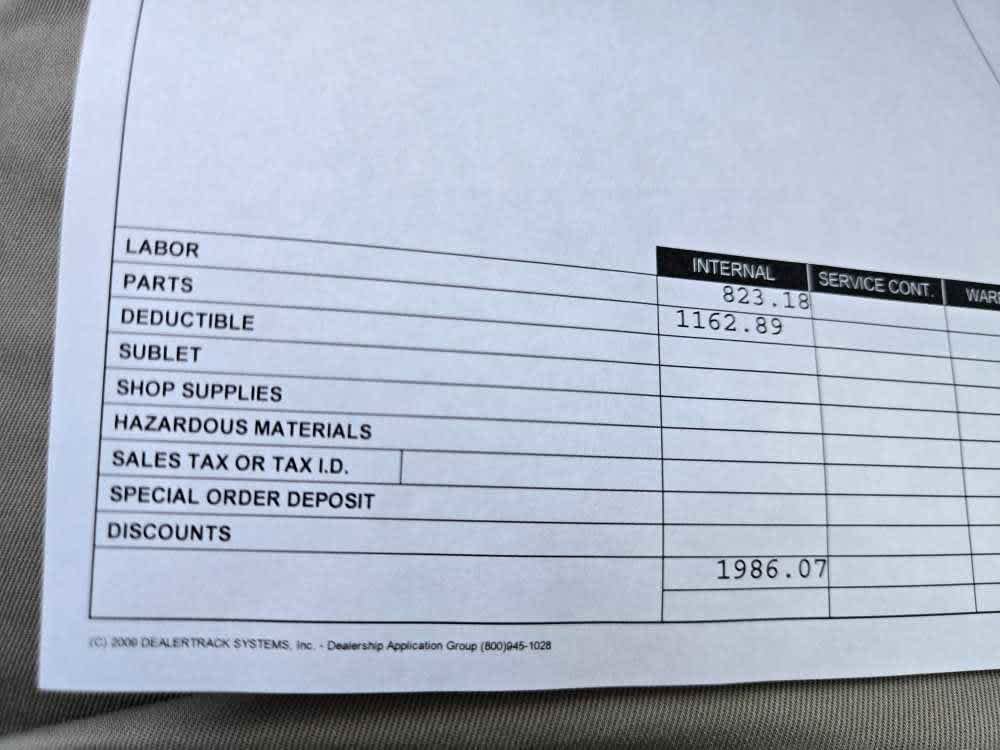 LABOR INTERNAL SERVICE CONT.
PARTS 823.18
DEDUCTIBLE 1162.89
SUBLET
SHOP SUPPLIES
HAZARDOUS MATERIALS
SALES TAX OR TAX I.D.
SPECIAL ORDER DEPOSIT
DISCOUNTS
1986.07
(C) 2009 DEALERTRACK SYSTEMS, Inc. - Dealership Application Group (800)945-1028